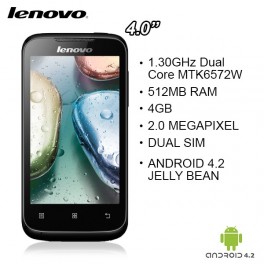 lenovo
4.0"
lenovo
• 1.30GHz Dual
Core MTK6572W
• 512MB RAM
• 4GB
• 2.0 MEGAPIXEL
• DUAL SIM
• ANDROID 4.2
JELLY BEAN
ANDROID 4.2